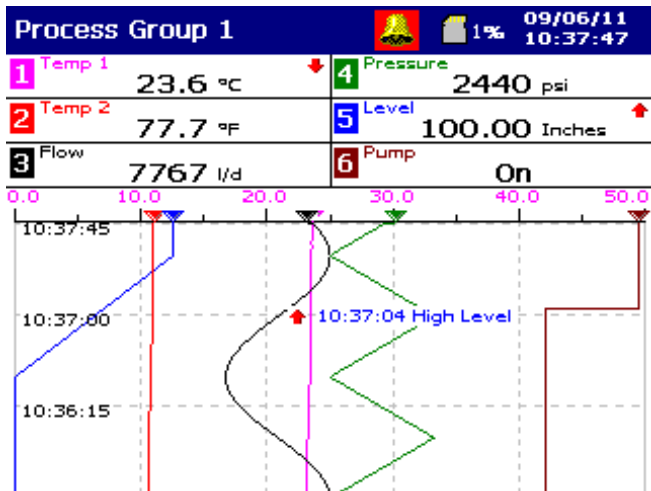 Process Group 1
1%
09/06/11
10:37:47
1 Temp 1
23.6 °C
4 Pressure
2440 psi
2 Temp 2
77.7 °F
5 Level
100.00 Inches
3 Flow
7767 l/d
6 Pump
On
0.0 10.0 20.0 30.0 40.0 50.0
10:37:45
10:37:00
10:37:04 High Level
10:36:15